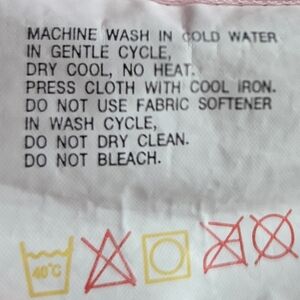 MACHINE WASH IN COLD WATER
IN GENTLE CYCLE,
DRY COOL, NO HEAT.
PRESS CLOTH WITH COOL IRON.
DO NOT USE FABRIC SOFTENER
IN WASH CYCLE,
DO NOT DRY CLEAN.
DO NOT BLEACH.
40°C